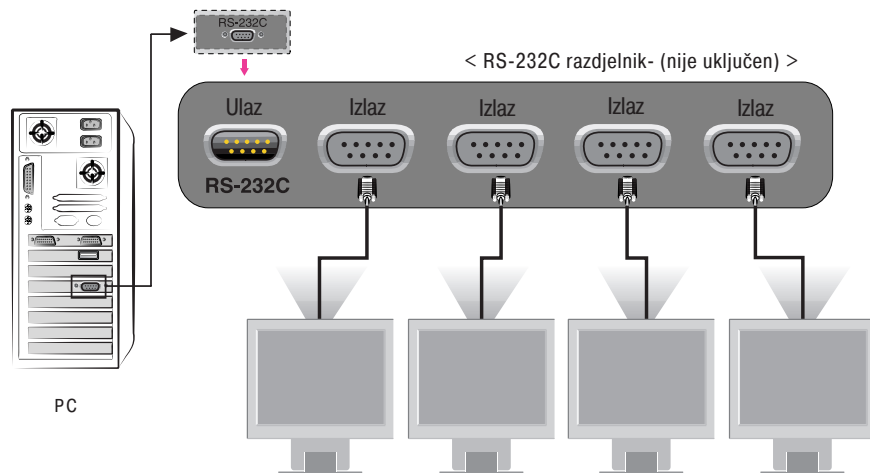 RS-232C
< RS-232C razdjelnik- (nije uključen) >
Ulaz Izlaz Izlaz Izlaz Izlaz
RS-232C
PC